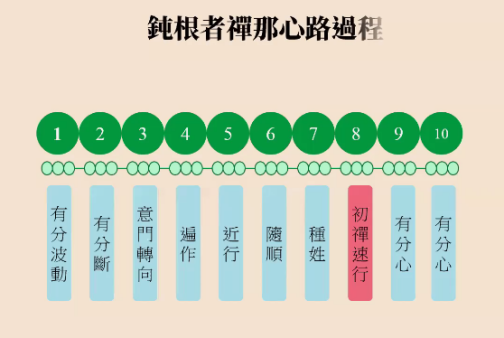 鈍根者禪那心路過程
1 2 3 4 5 6 7 8 9 10
有分波動
有分斷
意門轉向
遍作
近行
隨順
種姓
初禪速行
有分心
有分心